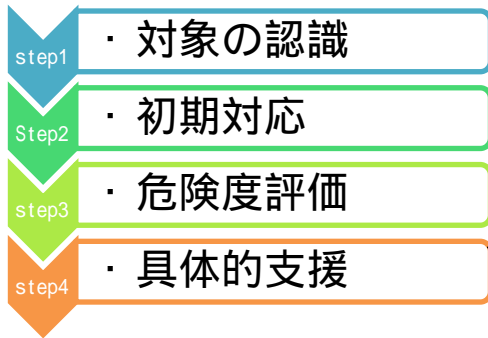 step1
・対象の認識
Step2
・初期対応
step3
・危険度評価
step4
・具体的支援